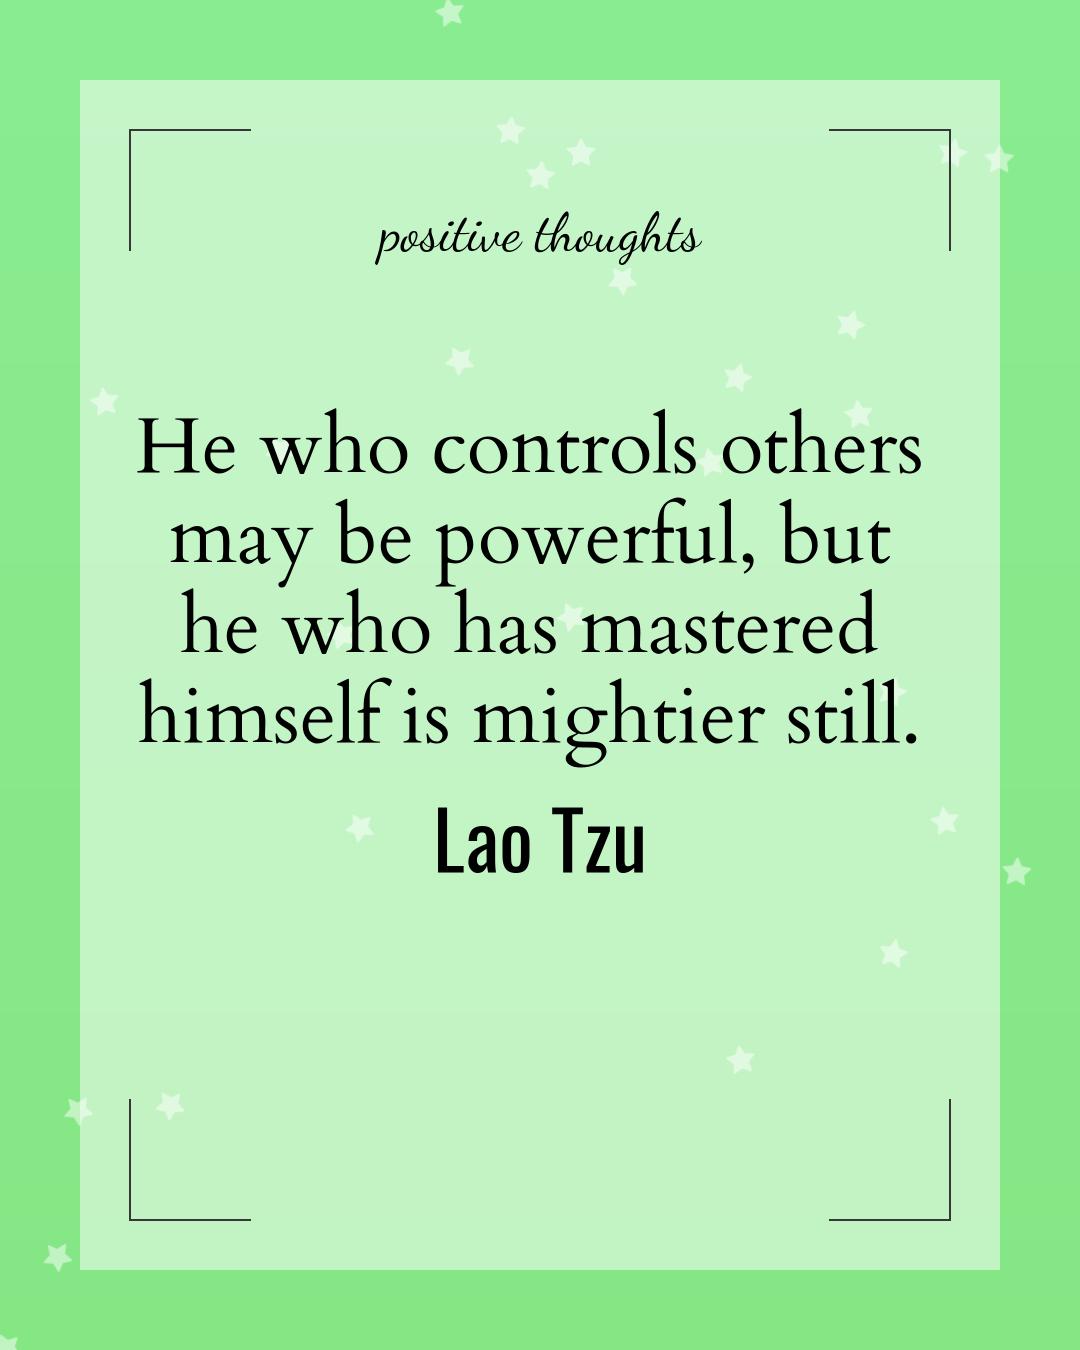 positive thoughts
He who controls others
may be powerful, but
he who has mastered
himself is mightier still.
Lao Tzu